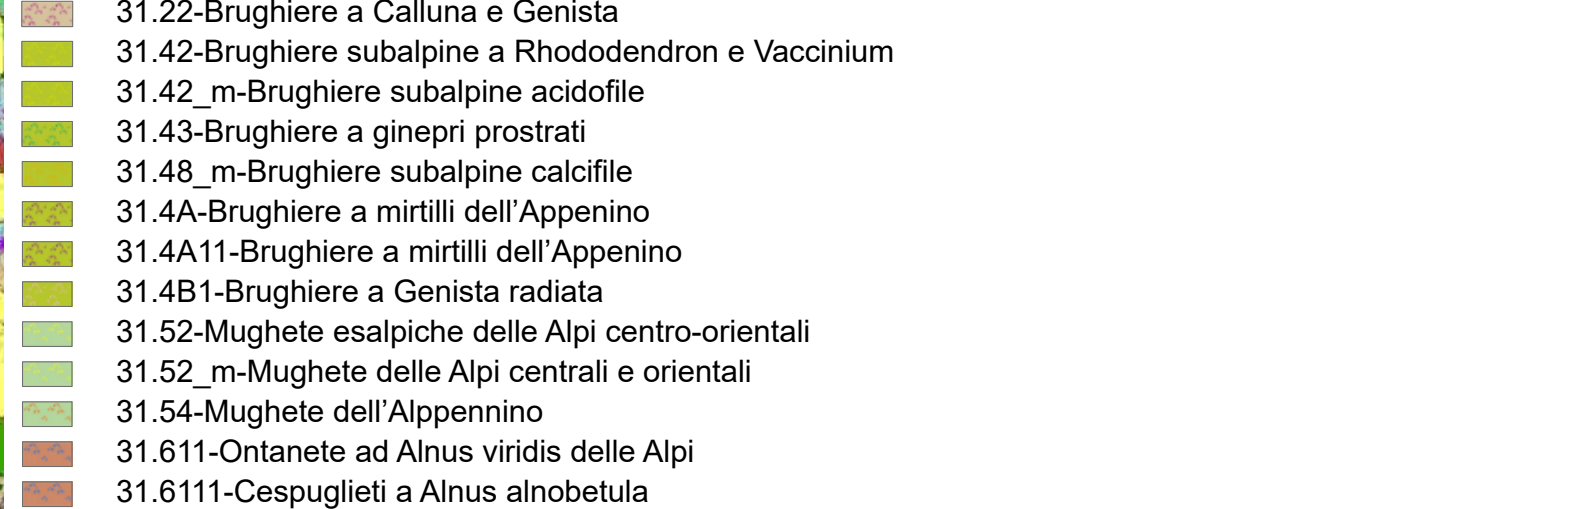 31.22-Brughiere a Calluna e Genista
31.42-Brughiere subalpine a Rhododendron e Vaccinium
31.42_m-Brughiere subalpine acidofile
31.43-Brughiere a ginepri prostrati
31.48_m-Brughiere subalpine calcifile
31.4A-Brughiere a mirtilli dell’Appenino
31.4A11-Brughiere a mirtilli dell’Appenino
31.4B1-Brughiere a Genista radiata
31.52-Mughete esalpiche delle Alpi centro-orientali
31.52_m-Mughete delle Alpi centrali e orientali
31.54-Mughete dell’Alppennino
31.611-Ontanete ad Alnus viridis delle Alpi
31.6111-Cespuglieti a Alnus alnobetula